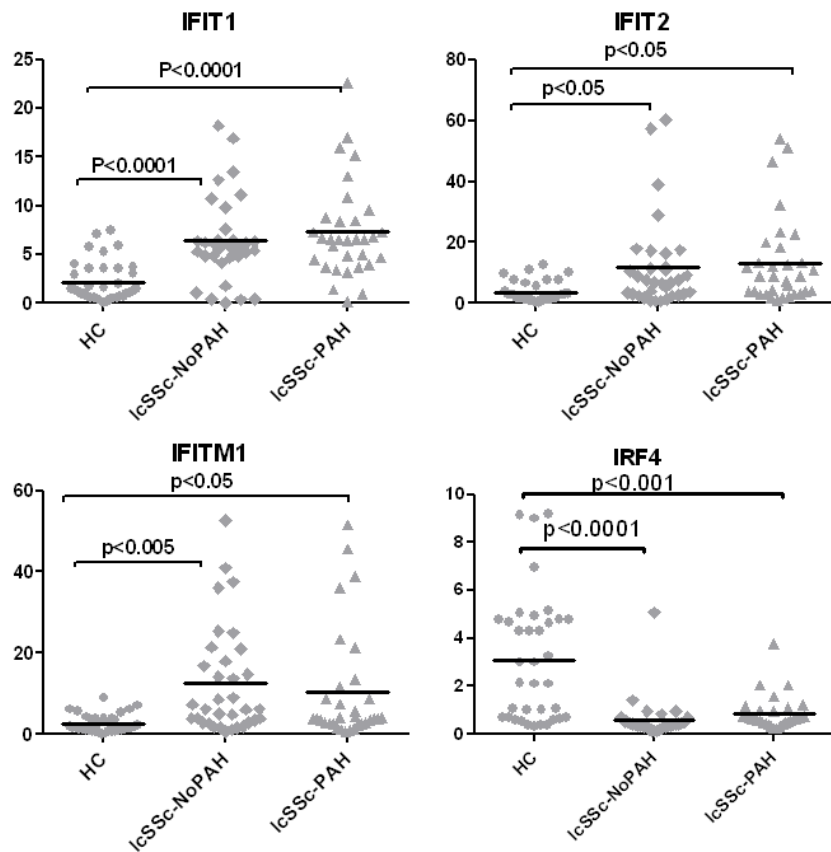 IFIT1
25
20
15
10
5
0
P<0.0001
P<0.0001
HC
lcSSc-NoPAH
lcSSc-PAH
IFIT2
80
60
40
20
0
p<0.05
p<0.05
HC
lcSSc-NoPAH
lcSSc-PAH
IFITM1
60
40
20
0
p<0.05
p<0.005
HC
lcSSc-NoPAH
lcSSc-PAH
IRF4
10
8
6
4
2
0
p<0.001
p<0.0001
HC
lcSSc-NoPAH
lcSSc-PAH